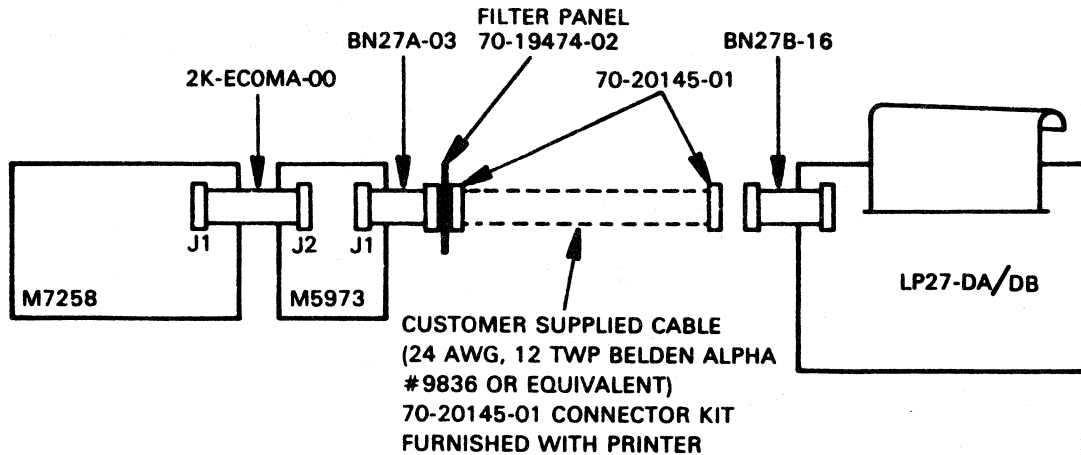 FILTER PANEL
70-19474-02
BN27A-03
BN27B-16
2K-ECOMA-00
70-20145-01
J1
J2
J1
M7258
M5973
LP27-DA/DB
CUSTOMER SUPPLIED CABLE
(24 AWG, 12 TWP BELDEN ALPHA
#9836 OR EQUIVALENT)
70-20145-01 CONNECTOR KIT
FURNISHED WITH PRINTER